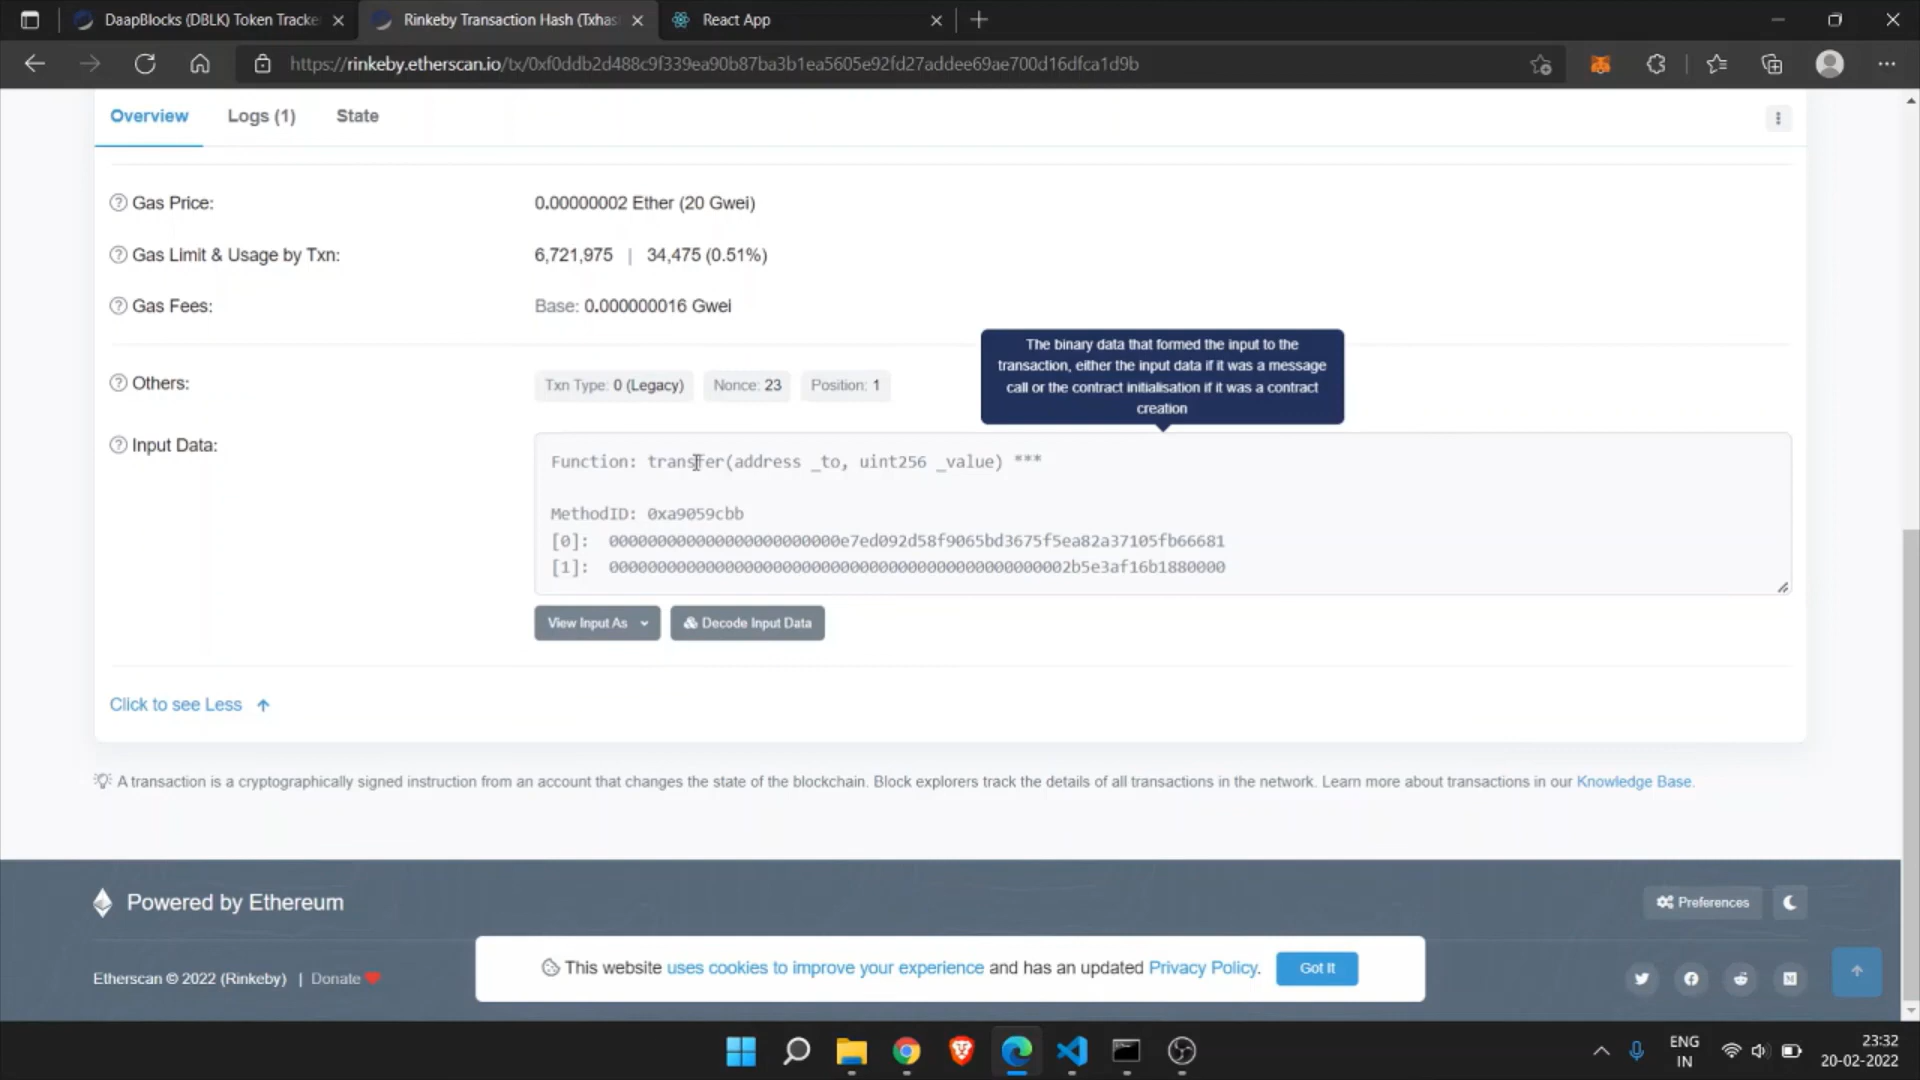 DaapBlocks (DBLK) Token Tracke
Rinkeby Transaction Hash (Txhas
React App
https://rinkeby.etherscan.io/tx/0xf0ddb2d488c9f339ea90b87ba3b1ea5605e92fd27addee69ae700d16dfca1d9b
Overview
Logs (1)
State
Gas Price:
0.00000002 Ether (20 Gwei)
Gas Limit & Usage by Txn:
6,721,975 | 34,475 (0.51%)
Gas Fees:
Base: 0.000000016 Gwei
The binary data that formed the input to the
transaction, either the input data if it was a message
call or the contract initialisation if it was a contract
creation
Others:
Txn Type: 0 (Legacy)
Nonce: 23
Position: 1
Input Data:
Function: transfer(address _to, uint256 _value) ***
MethodID: 0xa9059cbb
[0]: 000000000000000000000000e7ed092d58f9065bd3675f5ea82a37105fb66681
[1]: 000000000000000000000000000000000000000000000002b5e3af16b1880000
View Input As
Decode Input Data
Click to see Less
A transaction is a cryptographically signed instruction from an account that changes the state of the blockchain. Block explorers track the details of all transactions in the network. Learn more about transactions in our Knowledge Base.
Powered by Ethereum
Preferences
Etherscan © 2022 (Rinkeby) | Donate
This website uses cookies to improve your experience and has an updated Privacy Policy.
Got It
ENG
IN
23:32
20-02-2022